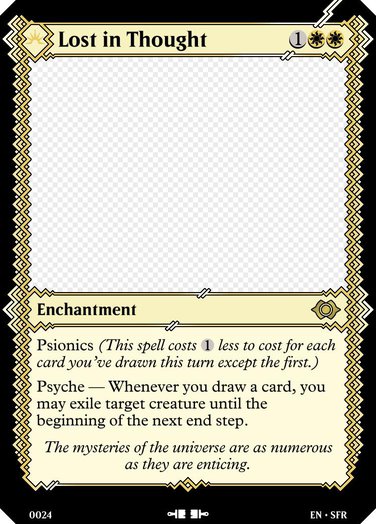 Lost in Thought
1
Enchantment
Psionics (This spell costs 1 less to cost for each
card you've drawn this turn except the first.)
Psyche — Whenever you draw a card, you
may exile target creature until the
beginning of the next end step.
The mysteries of the universe are as numerous
as they are enticing.
0024
EN • SFR